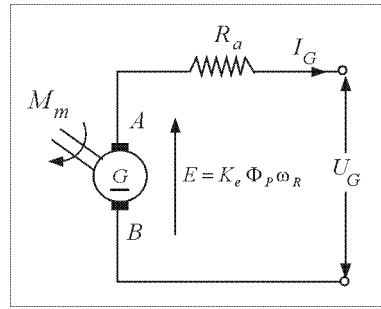 R_a
I_G
M_m
A
G
E = K_e Φ_P ω_R
U_G
B